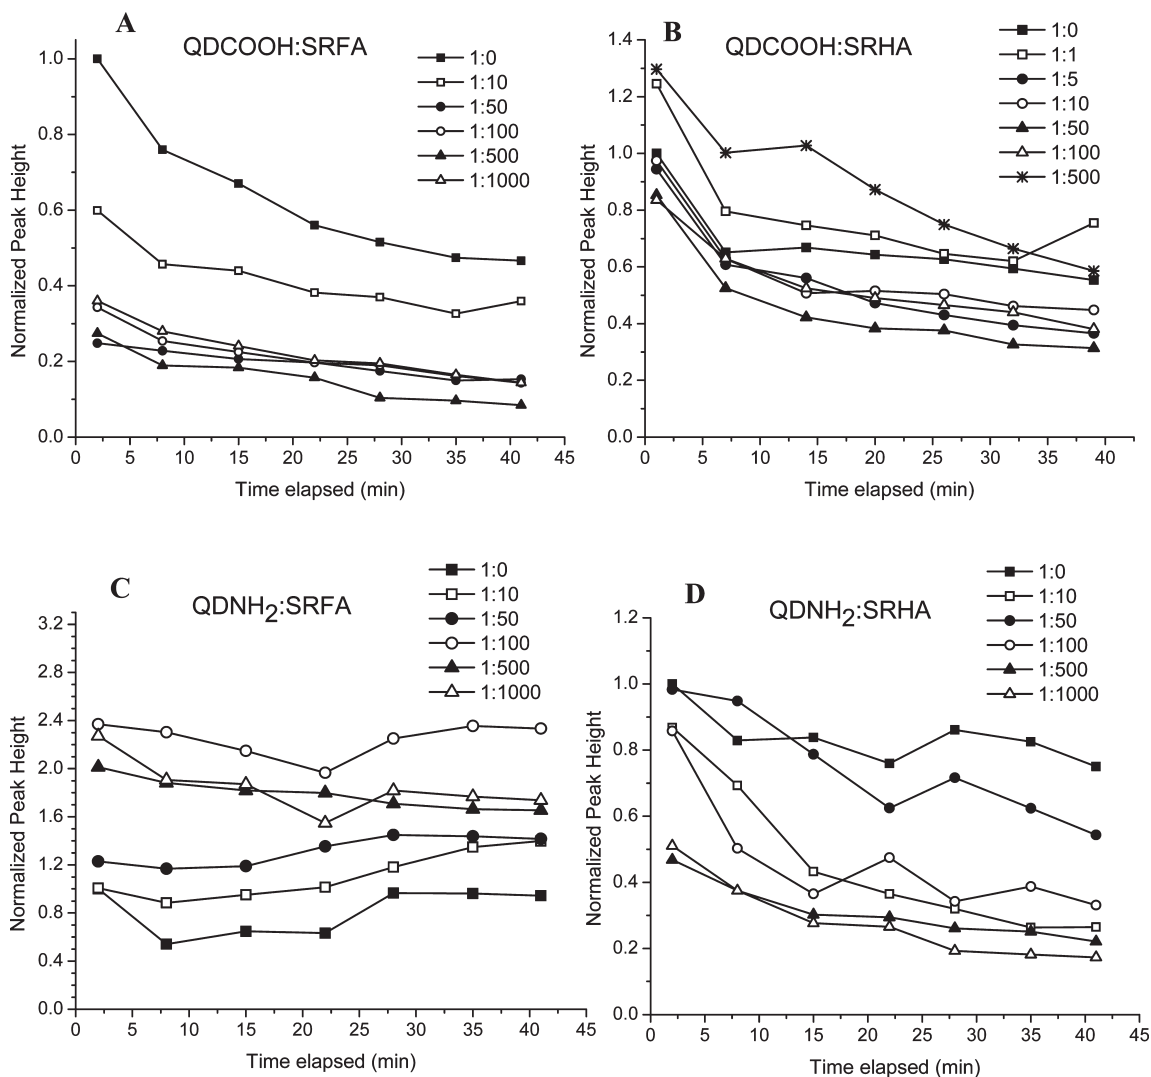 A
QDCOOH:SRFA
1:0
1:10
1:50
1:100
1:500
1:1000
Normalized Peak Height
1.0
0.8
0.6
0.4
0.2
0.0
0 5 10 15 20 25 30 35 40 45
Time elapsed (min)
B
QDCOOH:SRHA
1:0
1:1
1:5
1:10
1:50
1:100
1:500
Normalized Peak Height
1.4
1.2
1.0
0.8
0.6
0.4
0.2
0.0
0 5 10 15 20 25 30 35 40
Time elapsed (min)
C
QDNH2:SRFA
1:0
1:10
1:50
1:100
1:500
1:1000
Normalized Peak Height
3.2
2.8
2.4
2.0
1.6
1.2
0.8
0.4
0.0
0 5 10 15 20 25 30 35 40 45
Time elapsed (min)
D
QDNH2:SRHA
1:0
1:10
1:50
1:100
1:500
1:1000
Normalized Peak Height
1.2
1.0
0.8
0.6
0.4
0.2
0.0
0 5 10 15 20 25 30 35 40 45
Time elapsed (min)